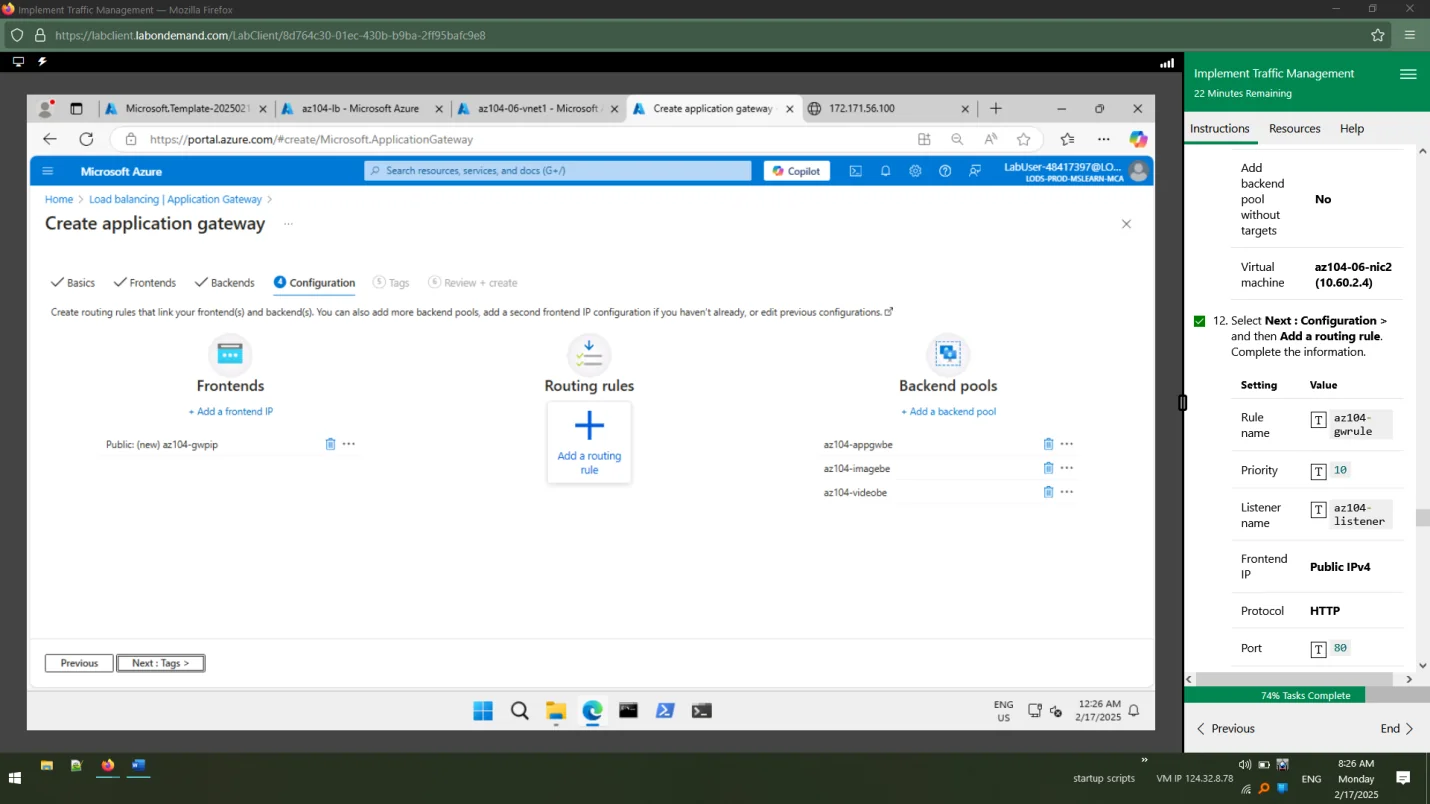 Implement Traffic Management — Mozilla Firefox
https://labclient.labondemand.com/LabClient/8d764c30-01ec-430b-b9ba-2ff95bafc9e8
Microsoft.Template-2025021
az104-lb - Microsoft Azure
az104-06-vnet1 - Microsoft
Create application gateway -
172.171.56.100
https://portal.azure.com/#create/Microsoft.ApplicationGateway
Microsoft Azure
Search resources, services, and docs (G+/)
Copilot
LabUser-48417397@LO...
LODS-PROD-MSLEARN-MCA
Home > Load balancing | Application Gateway >
Create application gateway ...
Basics
Frontends
Backends
4 Configuration
5 Tags
6 Review + create
Create routing rules that link your frontend(s) and backend(s). You can also add more backend pools, add a second frontend IP configuration if you haven't already, or edit previous configurations.
Frontends
+ Add a frontend IP
Public: (new) az104-gwpip
Routing rules
Add a routing
rule
Backend pools
+ Add a backend pool
az104-appgwbe
az104-imagebe
az104-videobe
Previous
Next : Tags >
ENG
US
12:26 AM
2/17/2025
Implement Traffic Management
22 Minutes Remaining
Instructions
Resources
Help
Add
backend
pool
without
targets
No
Virtual
machine
az104-06-nic2
(10.60.2.4)
12. Select Next : Configuration >
and then Add a routing rule.
Complete the information.
Setting Value
Rule
name
T az104-
gwrule
Priority T 10
Listener
name
T az104-
listener
Frontend
IP
Public IPv4
Protocol HTTP
Port T 80
74% Tasks Complete
< Previous
End >
startup scripts
VM IP 124.32.8.78
ENG
8:26 AM
Monday
2/17/2025